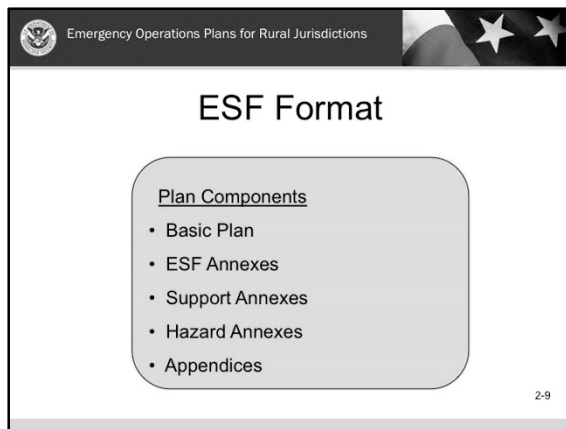 Emergency Operations Plans for Rural Jurisdictions
ESF Format
Plan Components
• Basic Plan
• ESF Annexes
• Support Annexes
• Hazard Annexes
• Appendices
2-9